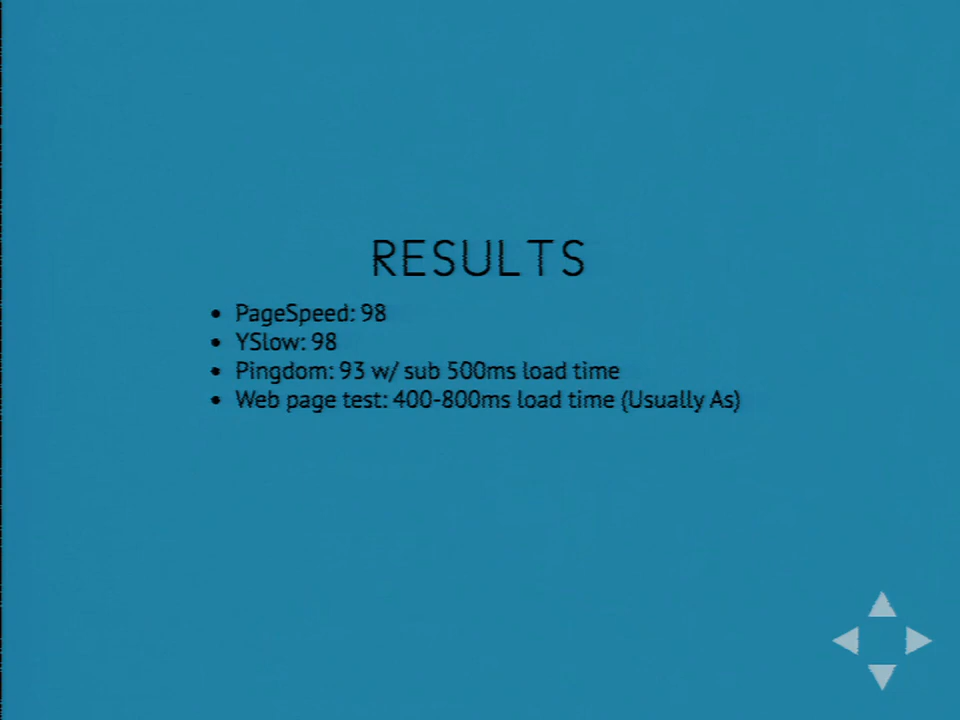 RESULTS
• PageSpeed: 98
• YSlow: 98
• Pingdom: 93 w/ sub 500ms load time
• Web page test: 400-800ms load time (Usually As)